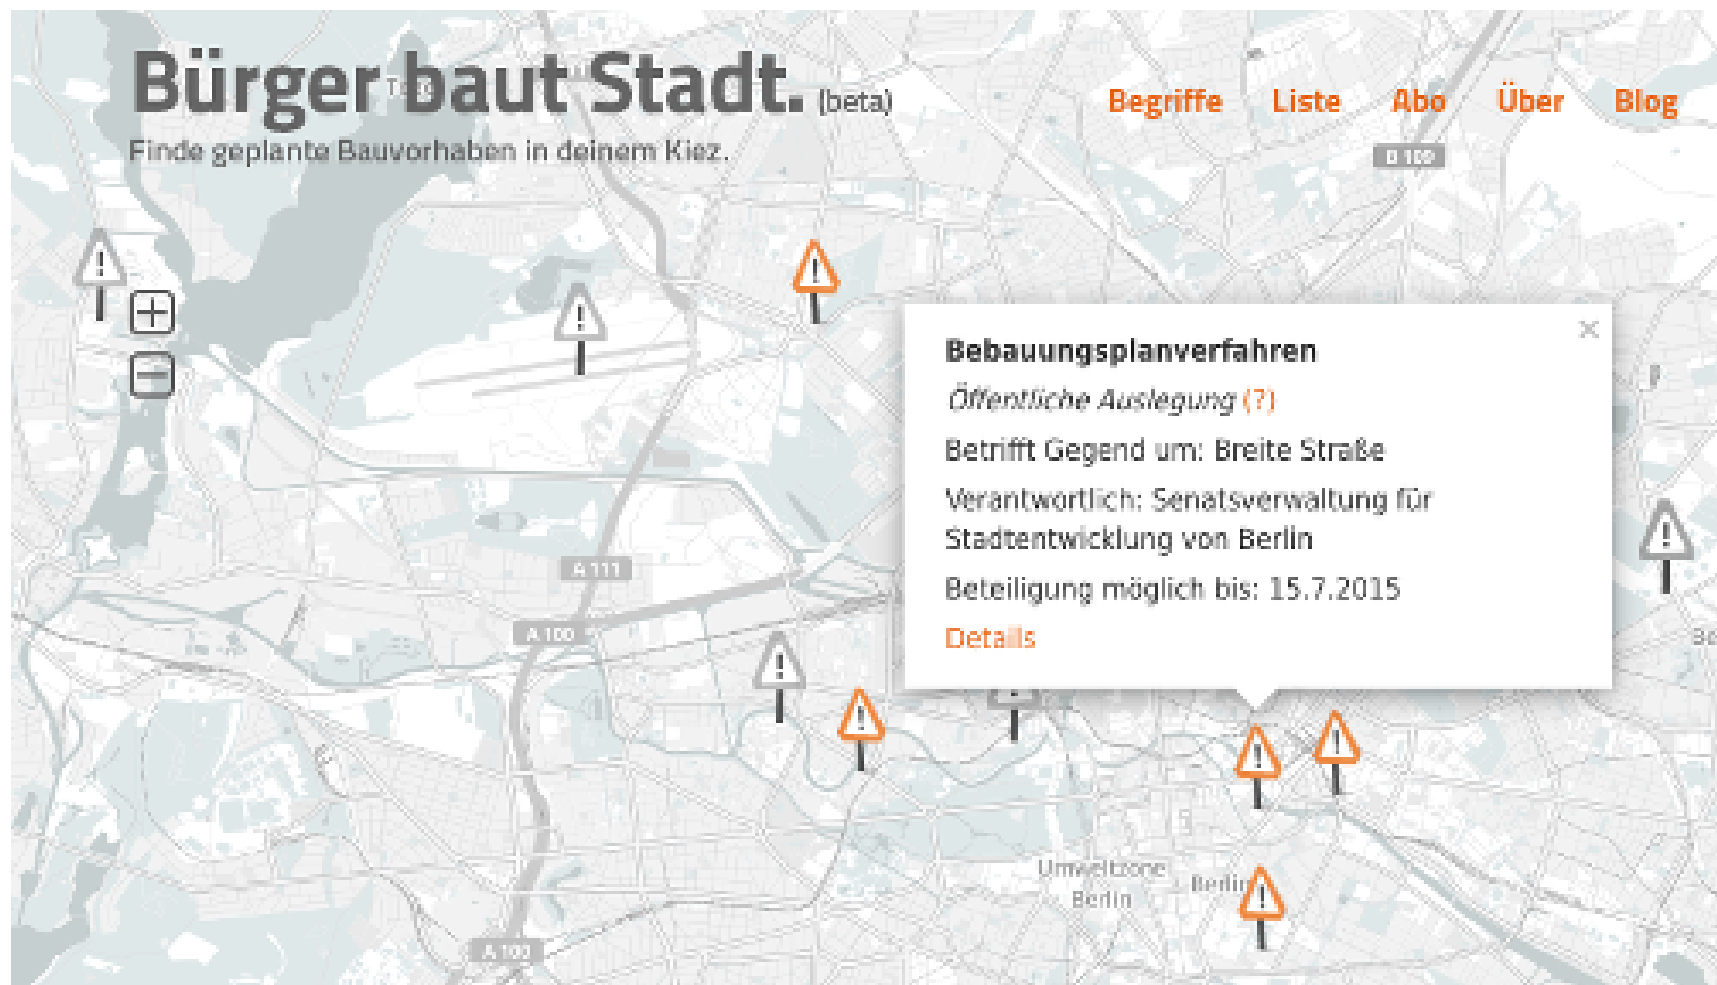 Bürger baut Stadt. (beta)
Begriffe Liste Abo Über Blog
Finde geplante Bauvorhaben in deinem Kiez.
Bebauungsplanverfahren
Öffentliche Auslegung (?)
Betrifft Gegend um: Breite Straße
Verantwortlich: Senatsverwaltung für
Stadtentwicklung von Berlin
Beteiligung möglich bis: 15.7.2015
Details
A 111
A 100
Umweltzone
Berlin
Berlin
A 100